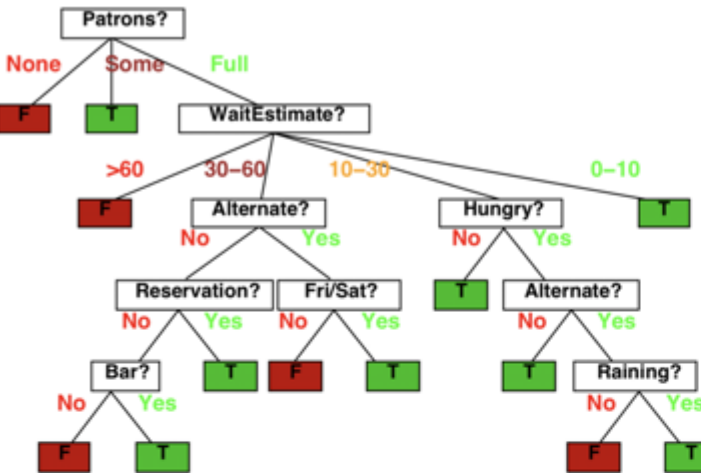 Patrons?
None Some Full
F T WaitEstimate?
>60 30–60 10–30 0–10
F Alternate? Hungry? T
No Yes No Yes
Reservation? Fri/Sat? T Alternate?
No Yes No Yes No Yes
Bar? T F T T Raining?
No Yes No Yes
F T F T